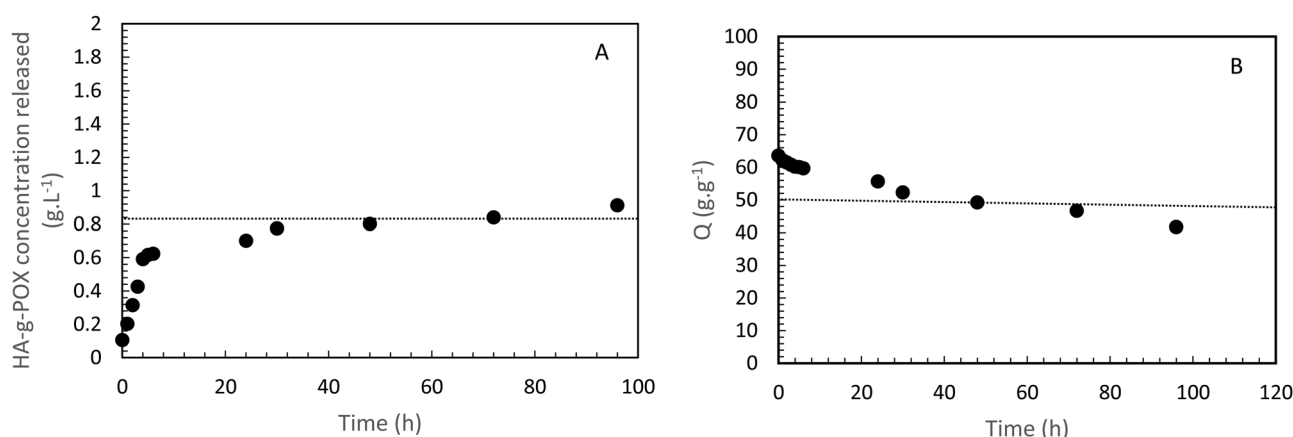 2
1.8
1.6
1.4
1.2
1
0.8
0.6
0.4
0.2
0
0 20 40 60 80 100
HA-g-POX concentration released
(g.L⁻¹)
Time (h)
A
100
90
80
70
60
50
40
30
20
10
0
0 20 40 60 80 100 120
Q (g.g⁻¹)
Time (h)
B